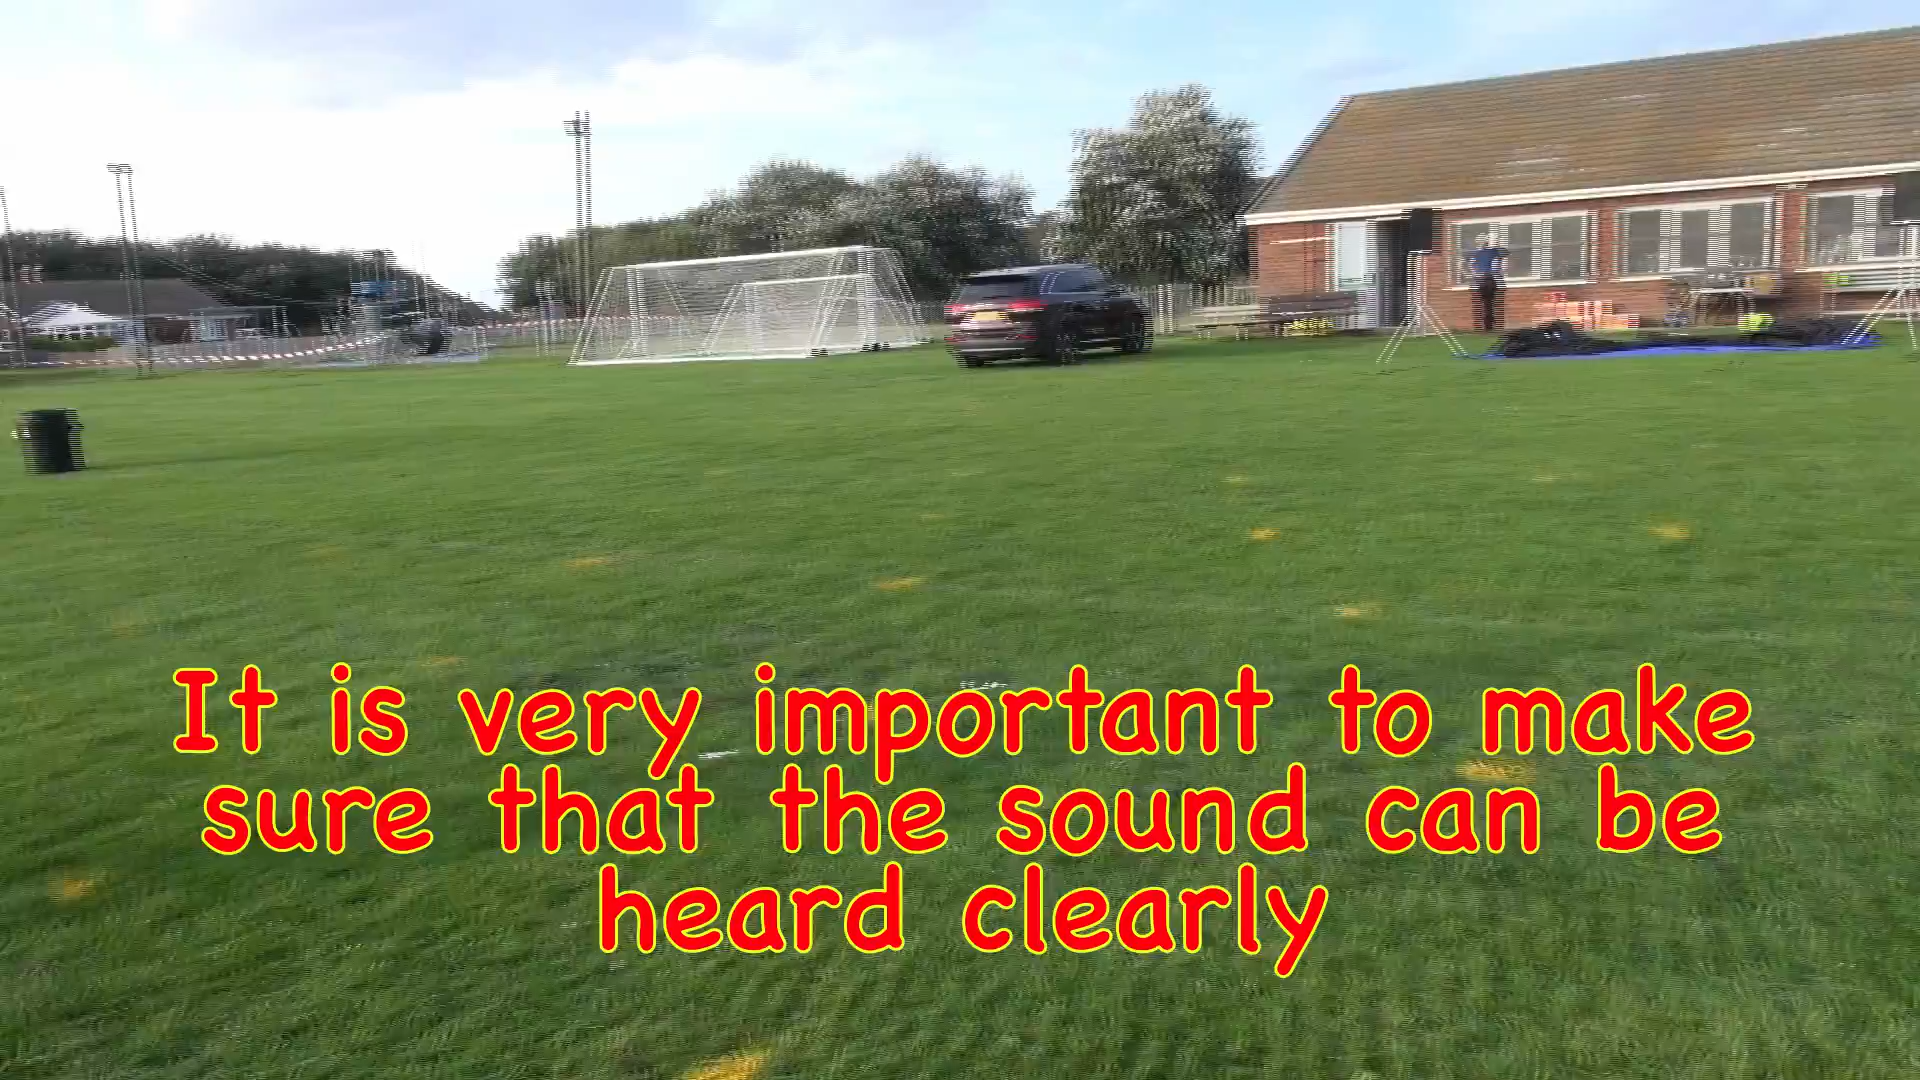 It is very important to make
sure that the sound can be
heard clearly